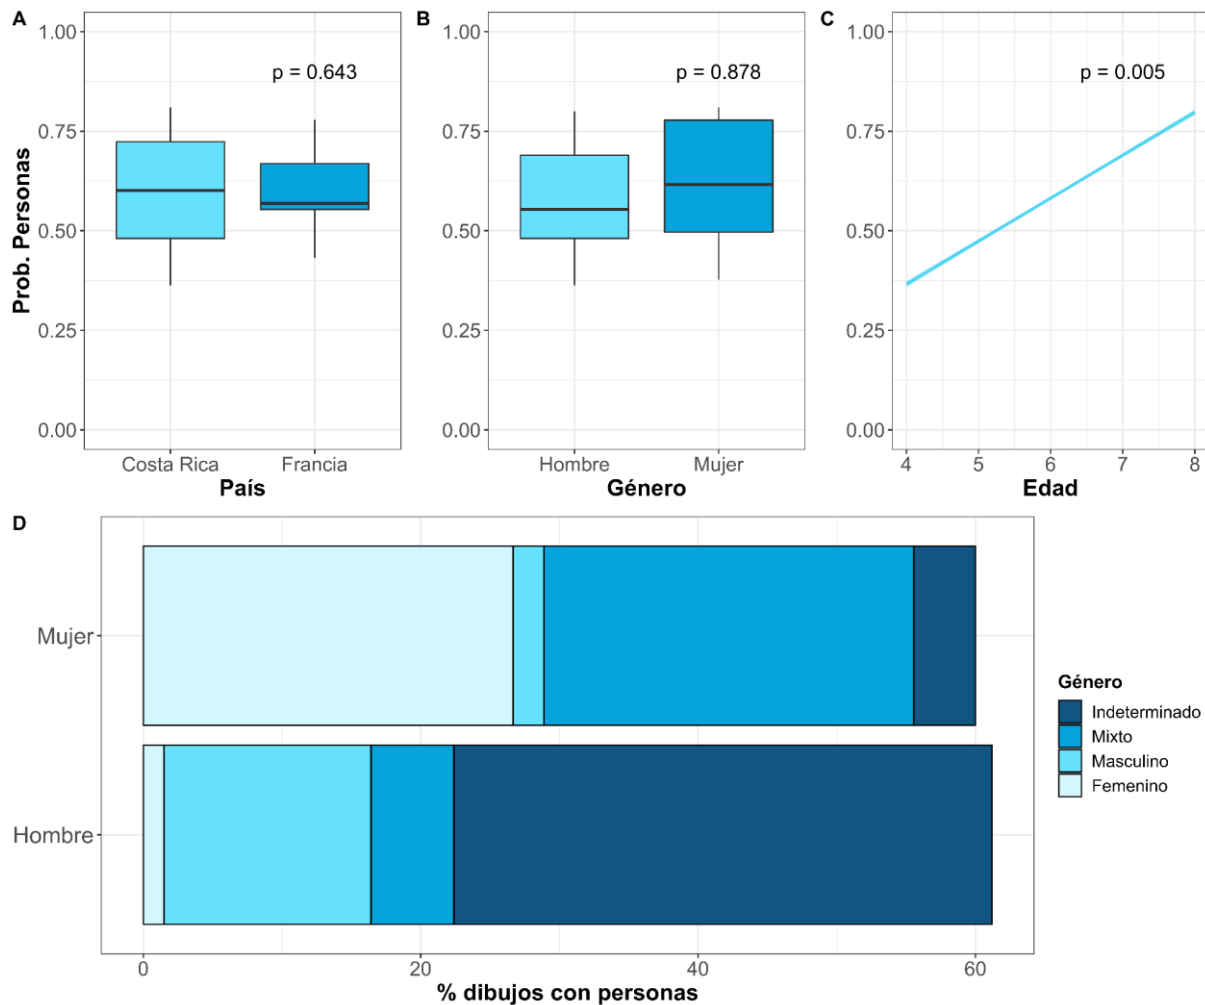 A
Prob. Personas
1.00
0.75
0.50
0.25
0.00
p = 0.643
Costa Rica
Francia
País
B
1.00
0.75
0.50
0.25
0.00
p = 0.878
Hombre
Mujer
Género
C
1.00
0.75
0.50
0.25
0.00
p = 0.005
4 5 6 7 8
Edad
D
Mujer
Hombre
0 20 40 60
% dibujos con personas
Género
Indeterminado
Mixto
Masculino
Femenino